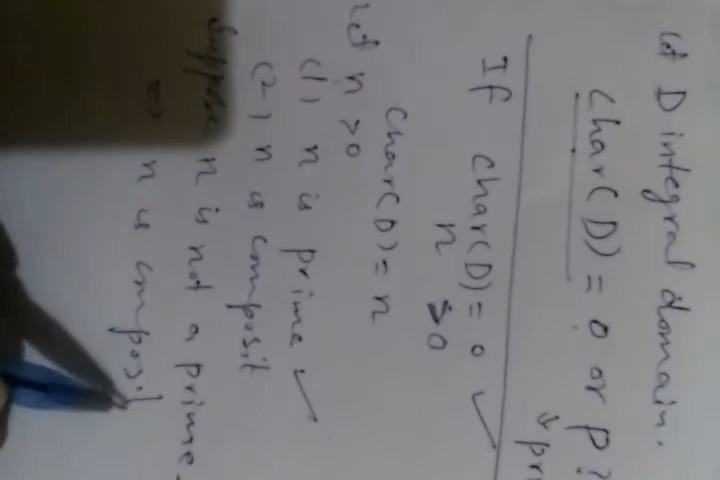 let D integral domain.
Char(D) = 0 or p?
↓
If Char(D) = 0 ✓
n > 0
Char(D) = n
let n > 0
(1) n is prime ✓
(2) n is composit
Suppose n is not a prime.
⇒ n is composit